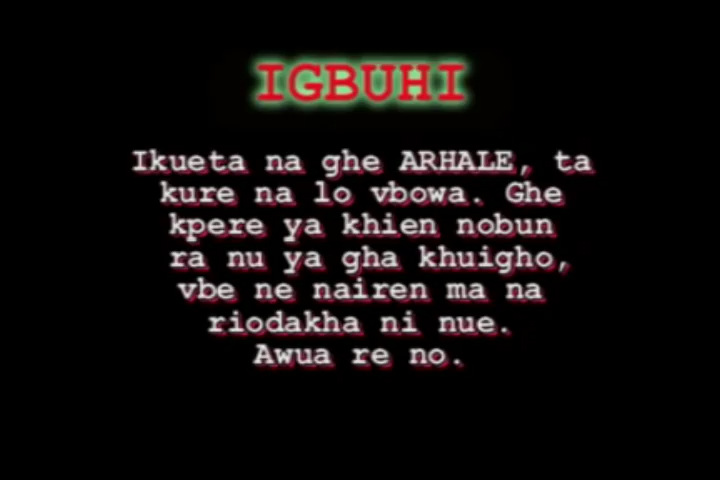 IGBUHI
Ikueta na ghe ARHALE, ta
kure na lo vbowa. Ghe
kpere ya khien nobun
ra nu ya gha khuigho,
vbe ne nairen ma na
riodakha ni nue.
Awua re no.